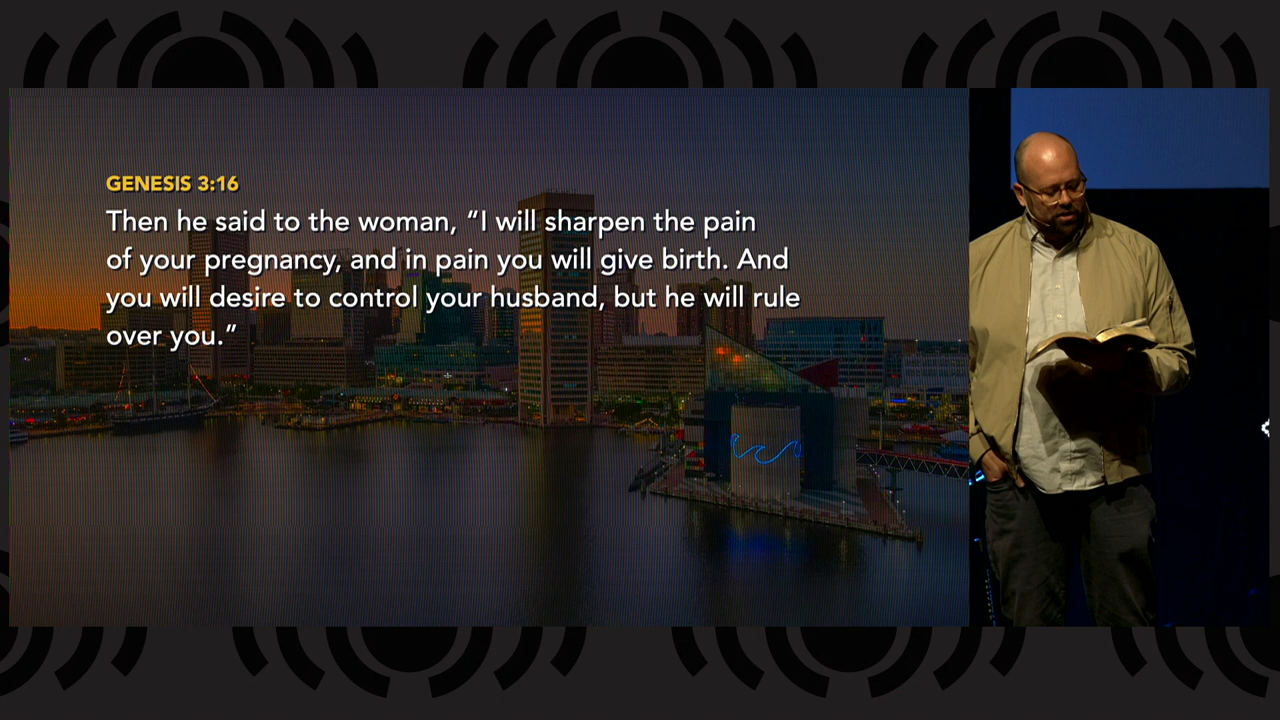 GENESIS 3:16
Then he said to the woman, “I will sharpen the pain
of your pregnancy, and in pain you will give birth. And
you will desire to control your husband, but he will rule
over you.”